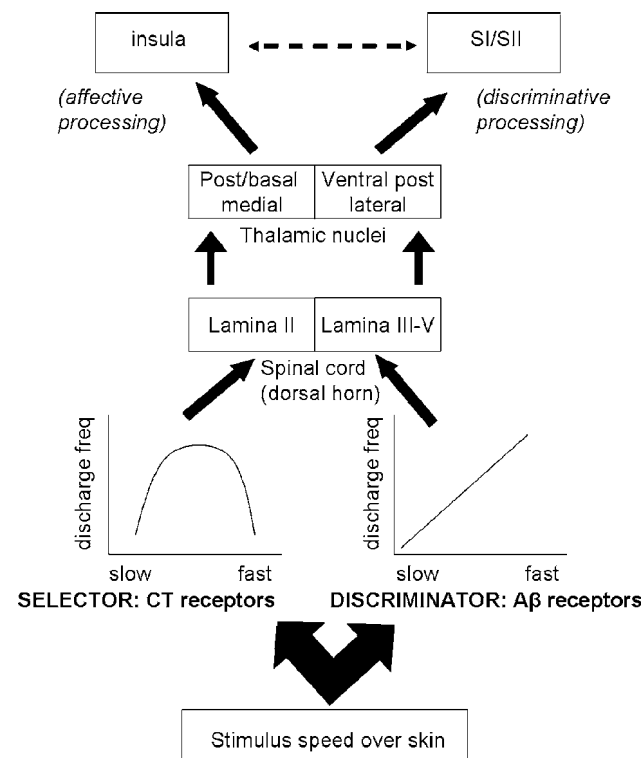 insula
SI/SII
(affective
processing)
(discriminative
processing)
Post/basal
medial
Ventral post
lateral
Thalamic nuclei
Lamina II
Lamina III-V
Spinal cord
(dorsal horn)
discharge freq
slow
fast
SELECTOR: CT receptors
discharge freq
slow
fast
DISCRIMINATOR: Aβ receptors
Stimulus speed over skin